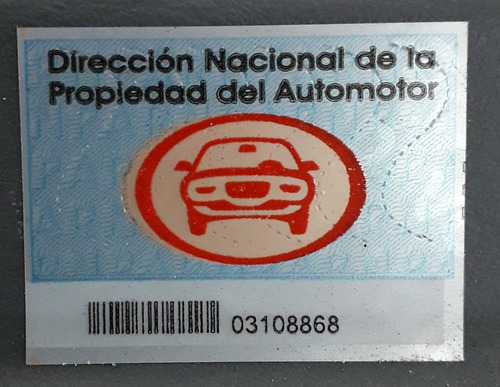 Dirección Nacional de la
Propiedad del Automotor
03108868